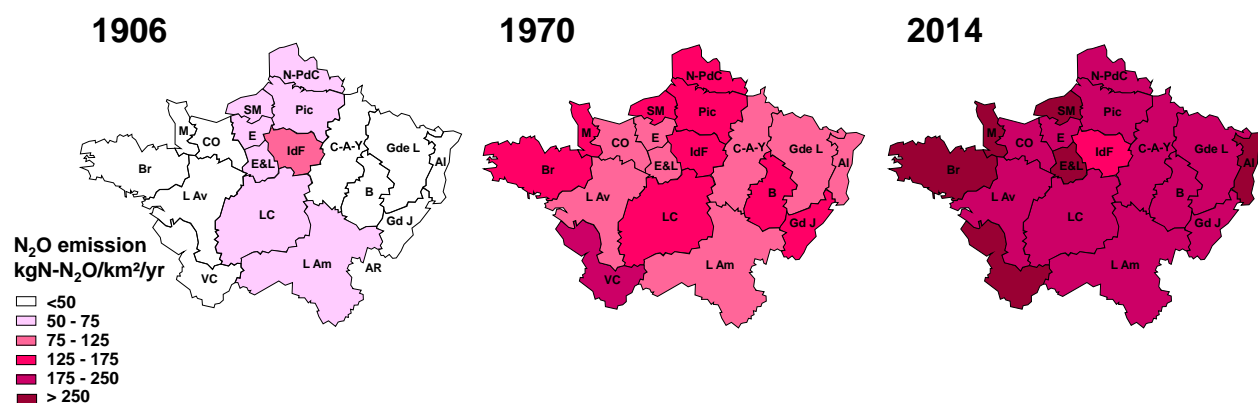 1906
1970
2014
N-PdC
SM
Pic
M
CO
E
IdF
C-A-Y
Gde L
Al
Br
E&L
L Av
B
LC
Gd J
L Am
AR
VC
N-PdC
SM
Pic
M
CO
E
IdF
C-A-Y
Gde L
Al
Br
E&L
L Av
B
LC
Gd J
L Am
VC
N-PdC
SM
Pic
M
CO
E
IdF
C-A-Y
Gde L
Al
Br
E&L
L Av
B
LC
Gd J
L Am
N₂O emission
kgN-N₂O/km²/yr
<50
50 - 75
75 - 125
125 - 175
175 - 250
> 250